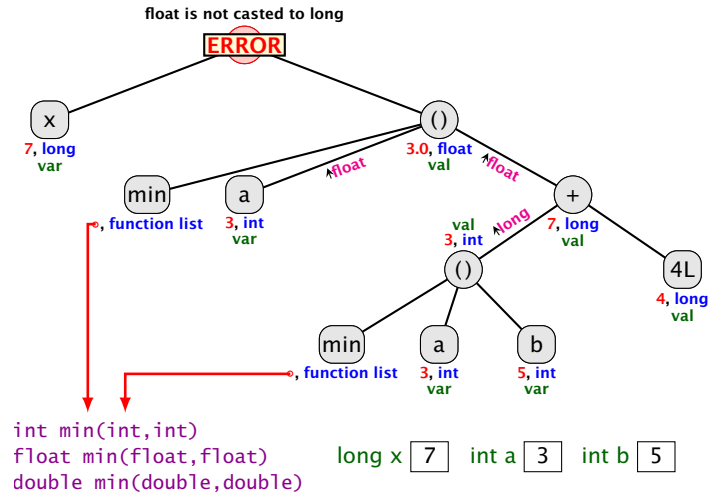 float is not casted to long
ERROR
x
7, long
var
()
3.0, float
val
float
float
min
, function list
a
3, int
var
+
7, long
val
long
val
3, int
()
4L
4, long
val
min
, function list
a
3, int
var
b
5, int
var
int min(int,int)
float min(float,float)
double min(double,double)
long x 7 int a 3 int b 5